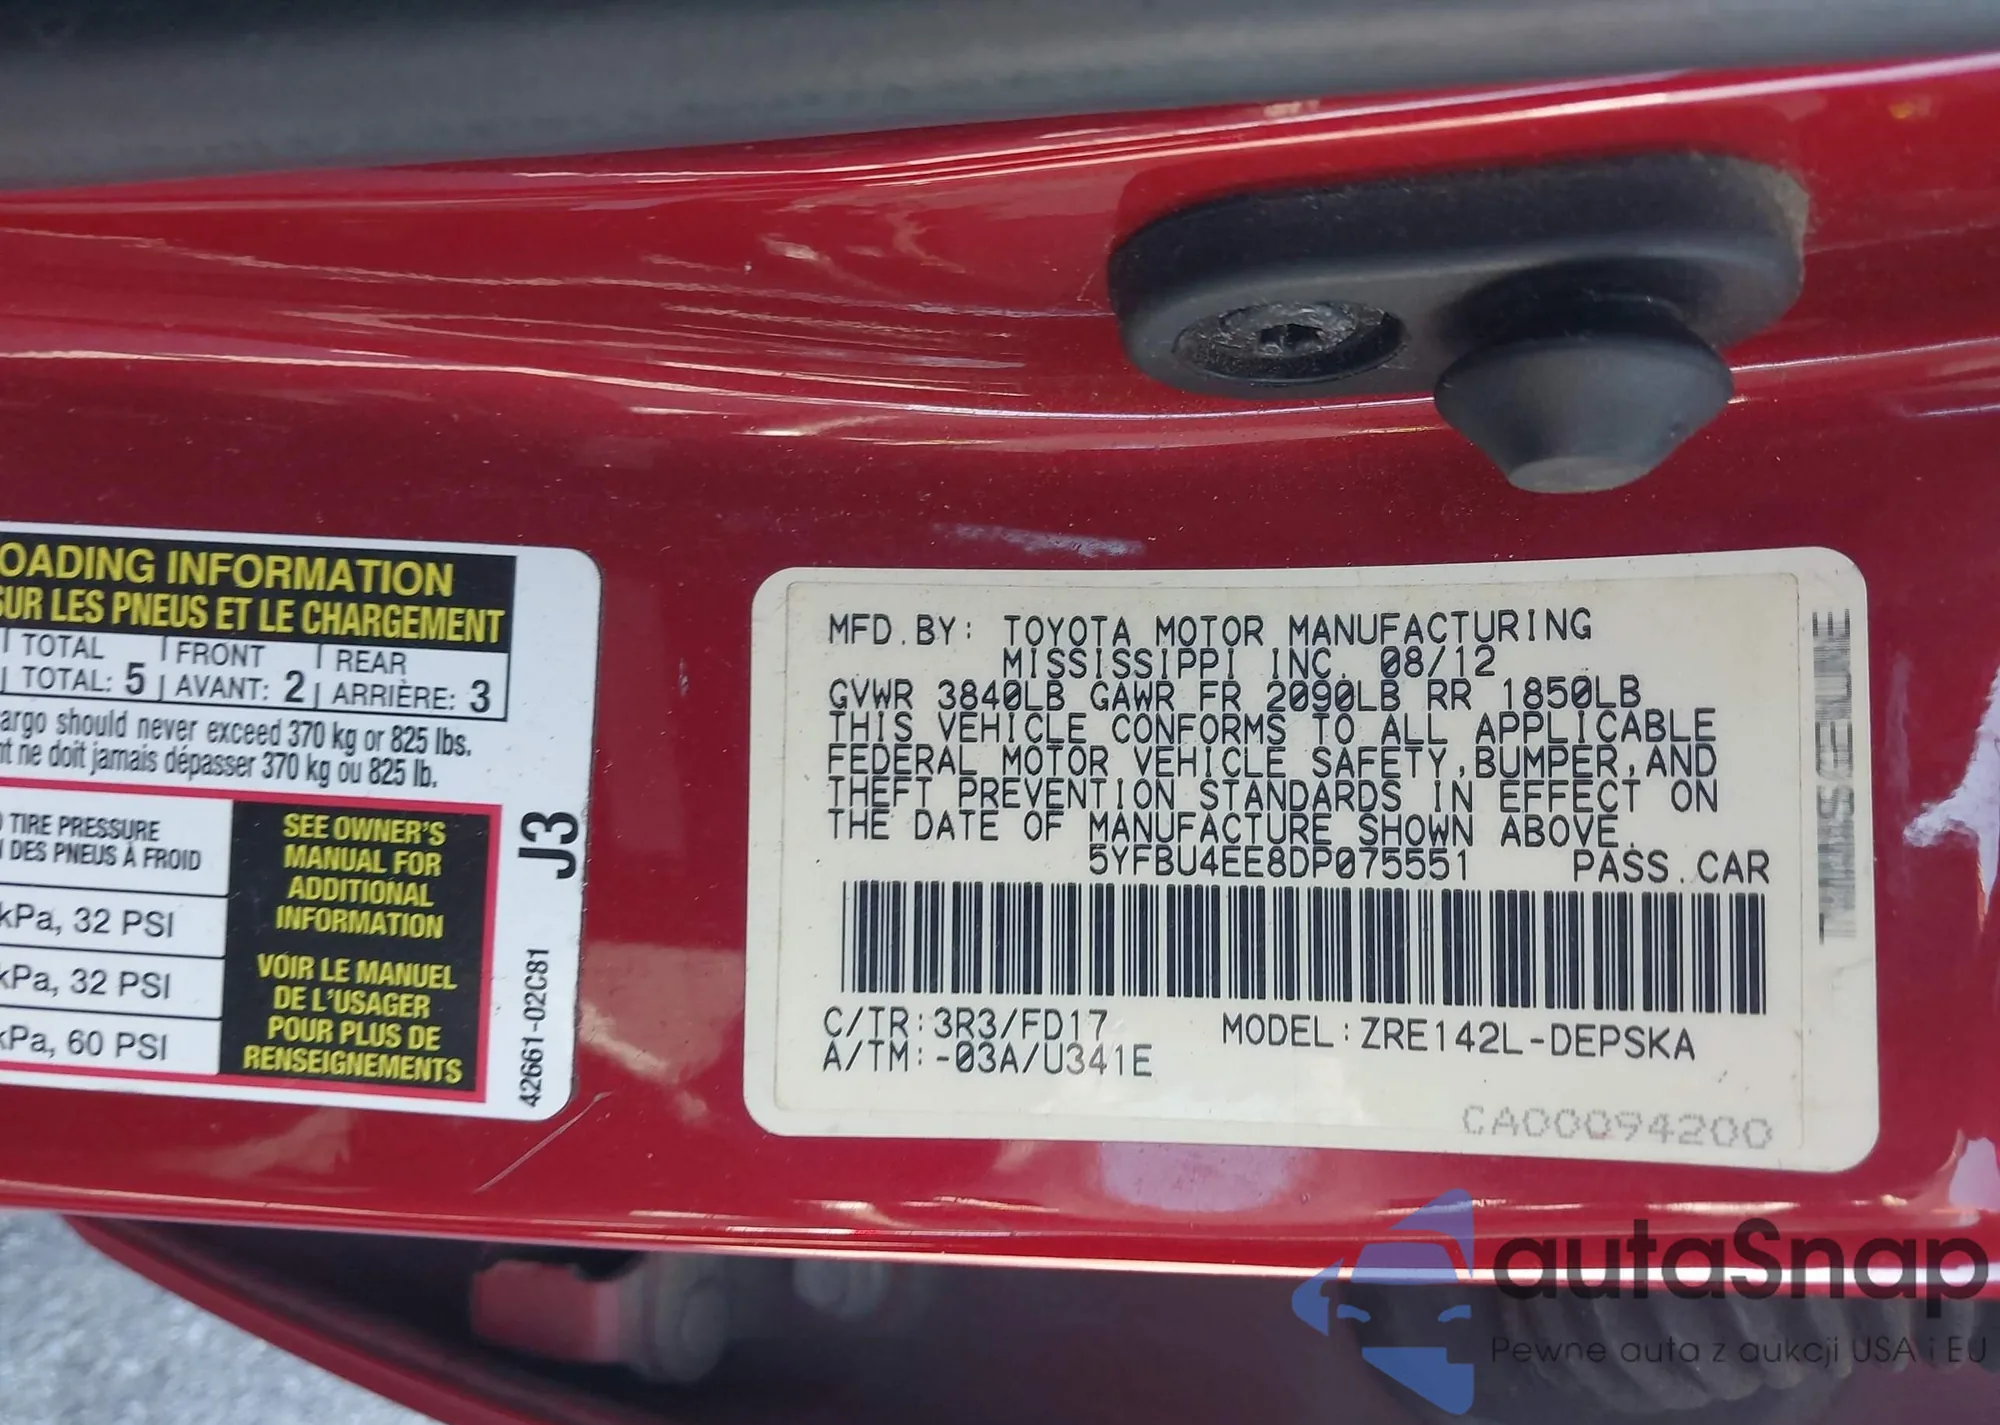 OADING INFORMATION
SUR LES PNEUS ET LE CHARGEMENT
TOTAL FRONT REAR
TOTAL: 5 AVANT: 2 ARRIÈRE: 3
argo should never exceed 370 kg or 825 lbs.
nt ne doit jamais dépasser 370 kg ou 825 lb.
TIRE PRESSURE
DES PNEUS À FROID
kPa, 32 PSI
kPa, 32 PSI
kPa, 60 PSI
SEE OWNER'S
MANUAL FOR
ADDITIONAL
INFORMATION
VOIR LE MANUEL
DE L'USAGER
POUR PLUS DE
RENSEIGNEMENTS
J3
42661-02C81
MFD.BY: TOYOTA MOTOR MANUFACTURING
MISSISSIPPI INC. 08/12
GVWR 3840LB GAWR FR 2090LB RR 1850LB
THIS VEHICLE CONFORMS TO ALL APPLICABLE
FEDERAL MOTOR VEHICLE SAFETY,BUMPER,AND
THEFT PREVENTION STANDARDS IN EFFECT ON
THE DATE OF MANUFACTURE SHOWN ABOVE.
5YFBU4EE8DP075551 PASS.CAR
C/TR:3R3/FD17 MODEL:ZRE142L-DEPSKA
A/TM:-03A/U341E
CA00094200
autaSnap
Pewne auta z aukcji USA i EU